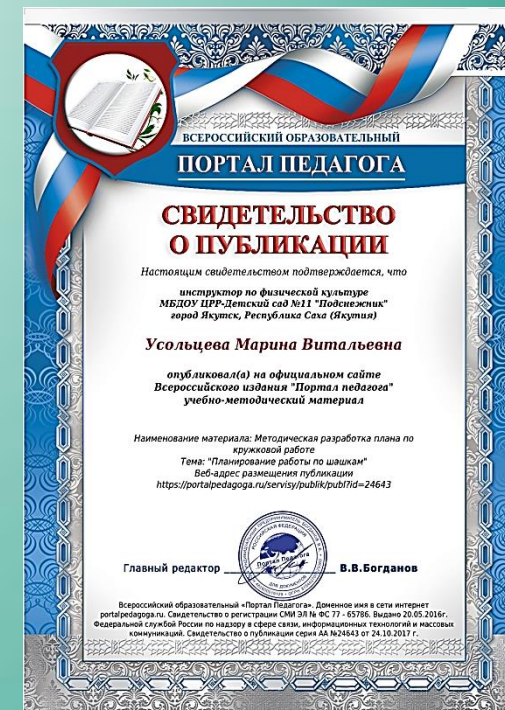 ВСЕРОССИЙСКИЙ ОБРАЗОВАТЕЛЬНЫЙ
ПОРТАЛ ПЕДАГОГА
СВИДЕТЕЛЬСТВО
О ПУБЛИКАЦИИ
Настоящим свидетельством подтверждается, что
инструктор по физической культуре
МБДОУ ЦРР-Детский сад №11 "Подснежник"
город Якутск, Республика Саха (Якутия)
Усольцева Марина Витальевна
опубликовал(а) на официальном сайте
Всероссийского издания "Портал педагога"
учебно-методический материал
Наименование материала: Методическая разработка плана по
кружковой работе
Тема: "Планирование работы по шашкам"
Веб-адрес размещения публикации
https://portalpedagoga.ru/servisy/publik/publ?id=24643
Портал Педагога
Главный редактор
В.В.Богданов
Всероссийский образовательный «Портал Педагога». Доменное имя в сети интернет
portalpedagoga.ru. Свидетельство о регистрации СМИ ЭЛ № ФС 77 - 65786. Выдано 20.05.2016г.
Федеральной службой России по надзору в сфере связи, информационных технологий и массовых
коммуникаций. Свидетельство о публикации серия АА №24643 от 24.10.2017 г.